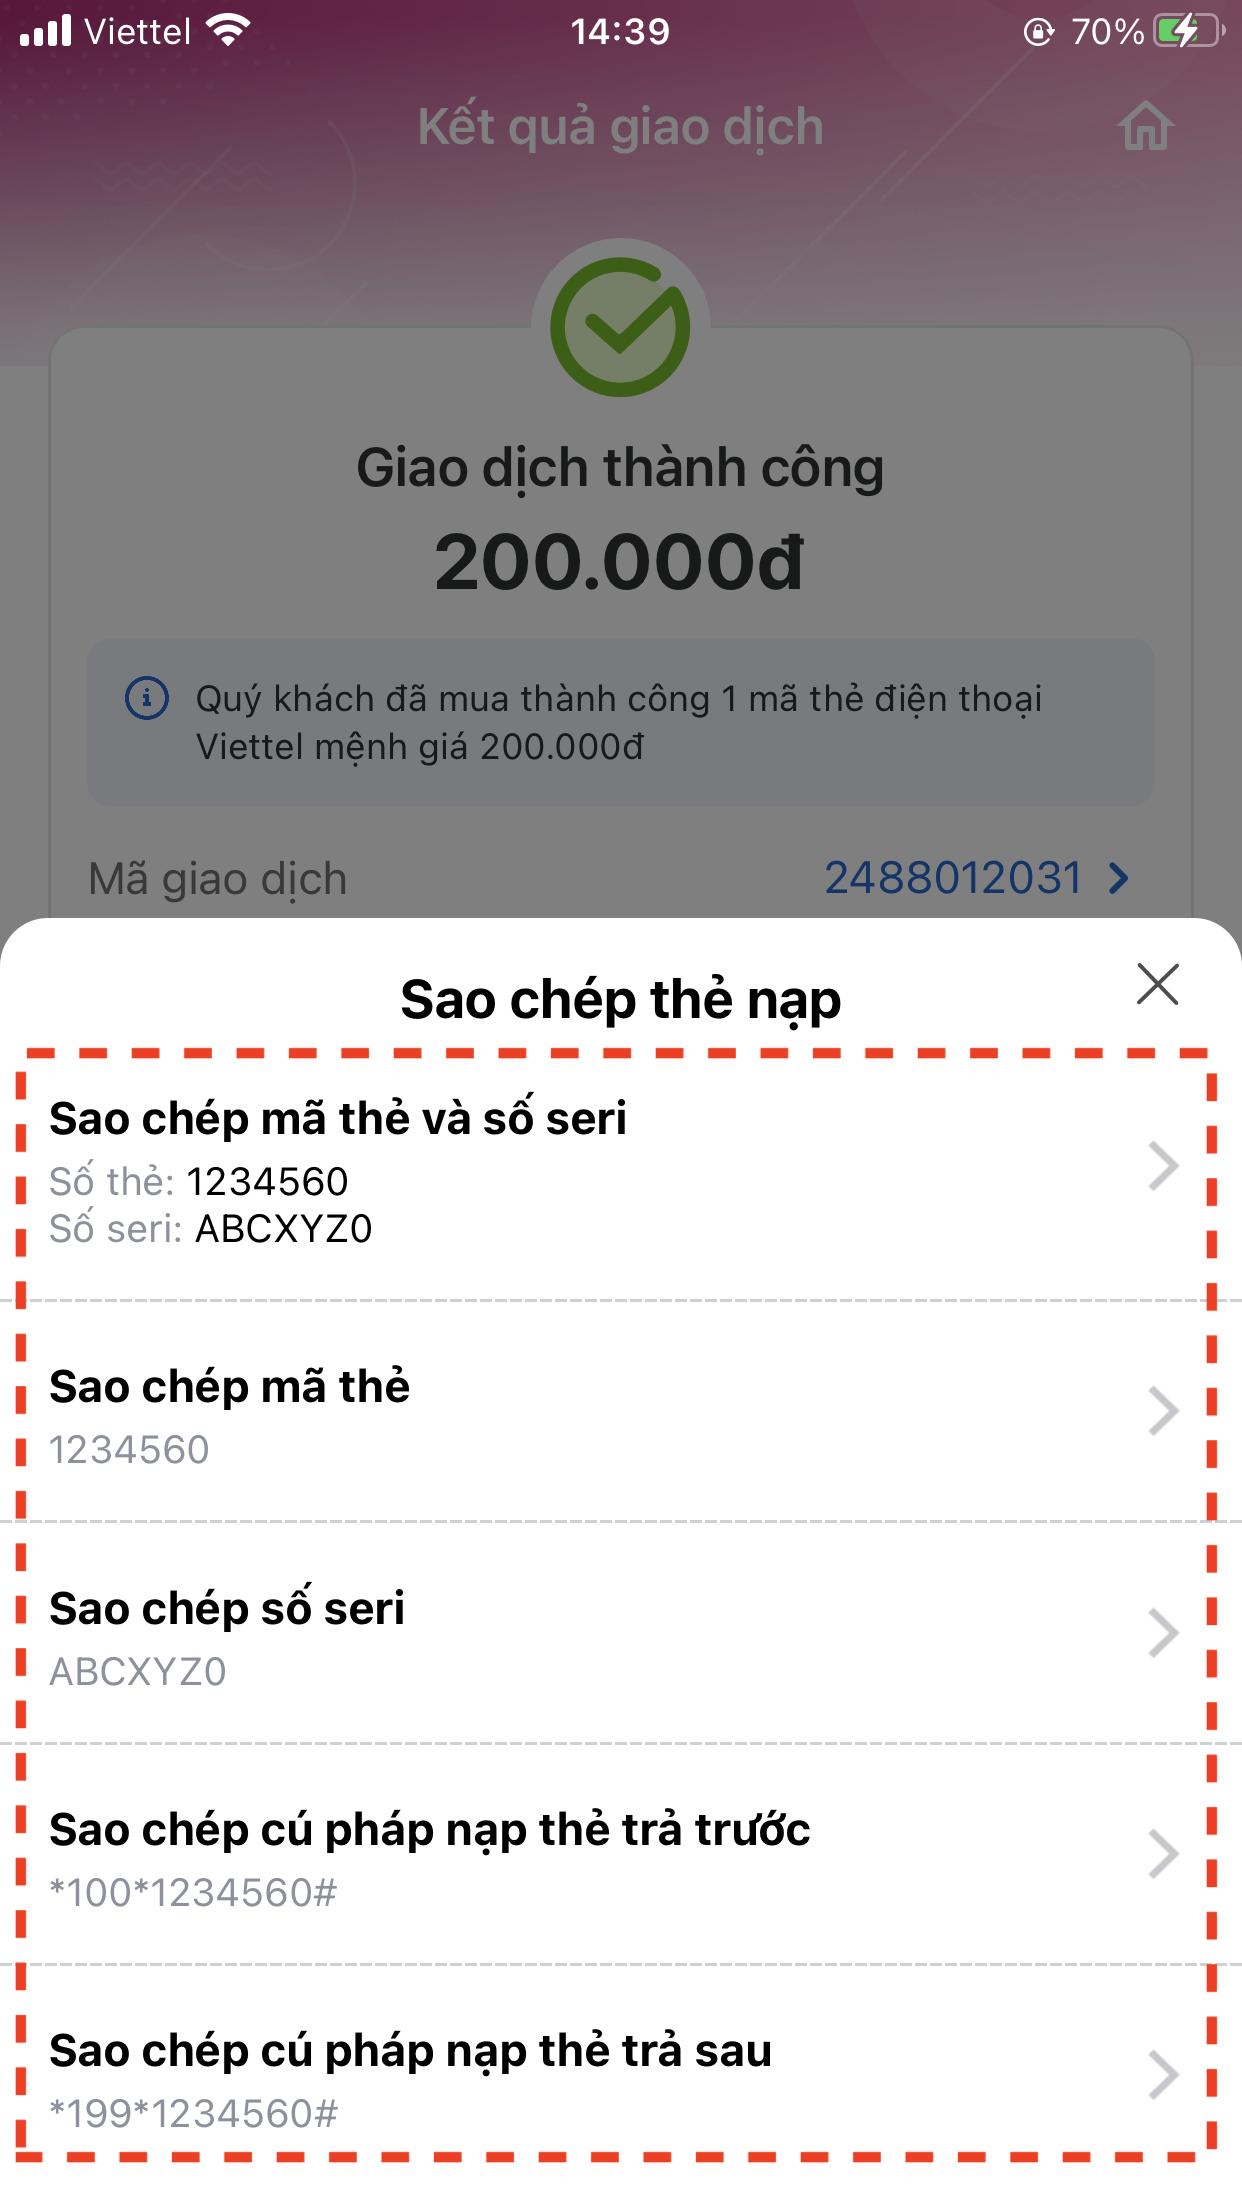 Viettel 14:39 70%
Kết quả giao dịch
Giao dịch thành công
200.000đ
Quý khách đã mua thành công 1 mã thẻ điện thoại
Viettel mệnh giá 200.000đ
Mã giao dịch 2488012031
Sao chép thẻ nạp
Sao chép mã thẻ và số seri
Số thẻ: 1234560
Số seri: ABCXYZ0
Sao chép mã thẻ
1234560
Sao chép số seri
ABCXYZ0
Sao chép cú pháp nạp thẻ trả trước
*100*1234560#
Sao chép cú pháp nạp thẻ trả sau
*199*1234560#